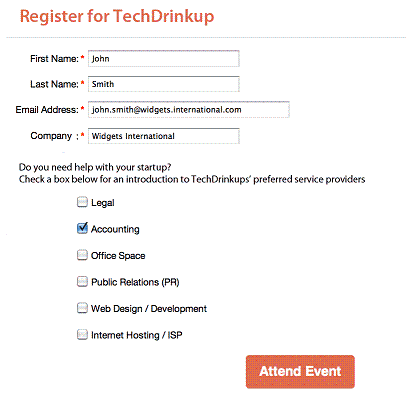 Register for TechDrinkup
First Name: * John
Last Name: * Smith
Email Address: * john.smith@widgets.international.com
Company : * Widgets International
Do you need help with your startup?
Check a box below for an introduction to TechDrinkups' preferred service providers
Legal
Accounting
Office Space
Public Relations (PR)
Web Design / Development
Internet Hosting / ISP
Attend Event